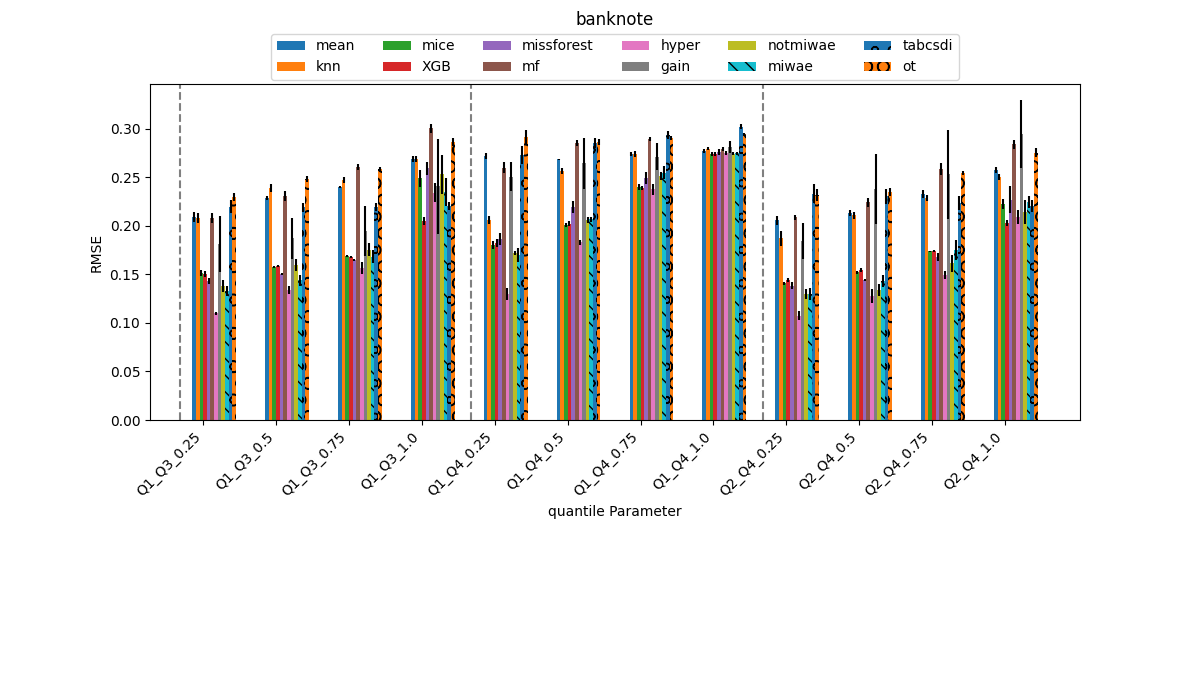 banknote
mean mice missforest hyper notmiwae tabcsdi
knn XGB mf gain miwae ot
0.30
0.25
0.20
0.15
0.10
0.05
0.00
RMSE
Q1_Q3_0.25 Q1_Q3_0.5 Q1_Q3_0.75 Q1_Q3_1.0 Q1_Q4_0.25 Q1_Q4_0.5 Q1_Q4_0.75 Q1_Q4_1.0 Q2_Q4_0.25 Q2_Q4_0.5 Q2_Q4_0.75 Q2_Q4_1.0
quantile Parameter